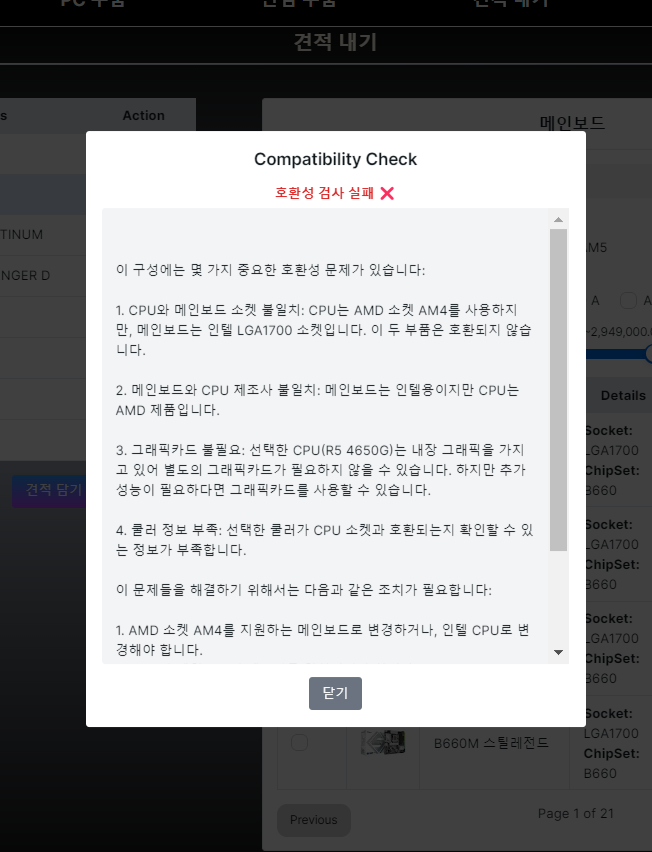 견적 내기
s
Action
메인보드
Compatibility Check
호환성 검사 실패 ❌
이 구성에는 몇 가지 중요한 호환성 문제가 있습니다:
1. CPU와 메인보드 소켓 불일치: CPU는 AMD 소켓 AM4를 사용하지
만, 메인보드는 인텔 LGA1700 소켓입니다. 이 두 부품은 호환되지 않습
니다.
2. 메인보드와 CPU 제조사 불일치: 메인보드는 인텔용이지만 CPU는
AMD 제품입니다.
3. 그래픽카드 불필요: 선택한 CPU(R5 4650G)는 내장 그래픽을 가지
고 있어 별도의 그래픽카드가 필요하지 않을 수 있습니다. 하지만 추가
성능이 필요하다면 그래픽카드를 사용할 수 있습니다.
4. 쿨러 정보 부족: 선택한 쿨러가 CPU 소켓과 호환되는지 확인할 수 있
는 정보가 부족합니다.
이 문제들을 해결하기 위해서는 다음과 같은 조치가 필요합니다:
1. AMD 소켓 AM4를 지원하는 메인보드로 변경하거나, 인텔 CPU로 변
경해야 합니다.
닫기
TINUM
NGER D
견적 담기
AM5
A
A
~2,949,000.
Details
Socket:
LGA1700
ChipSet:
B660
Socket:
LGA1700
ChipSet:
B660
Socket:
LGA1700
ChipSet:
B660
B660M 스틸레전드
Socket:
LGA1700
ChipSet:
B660
Previous
Page 1 of 21